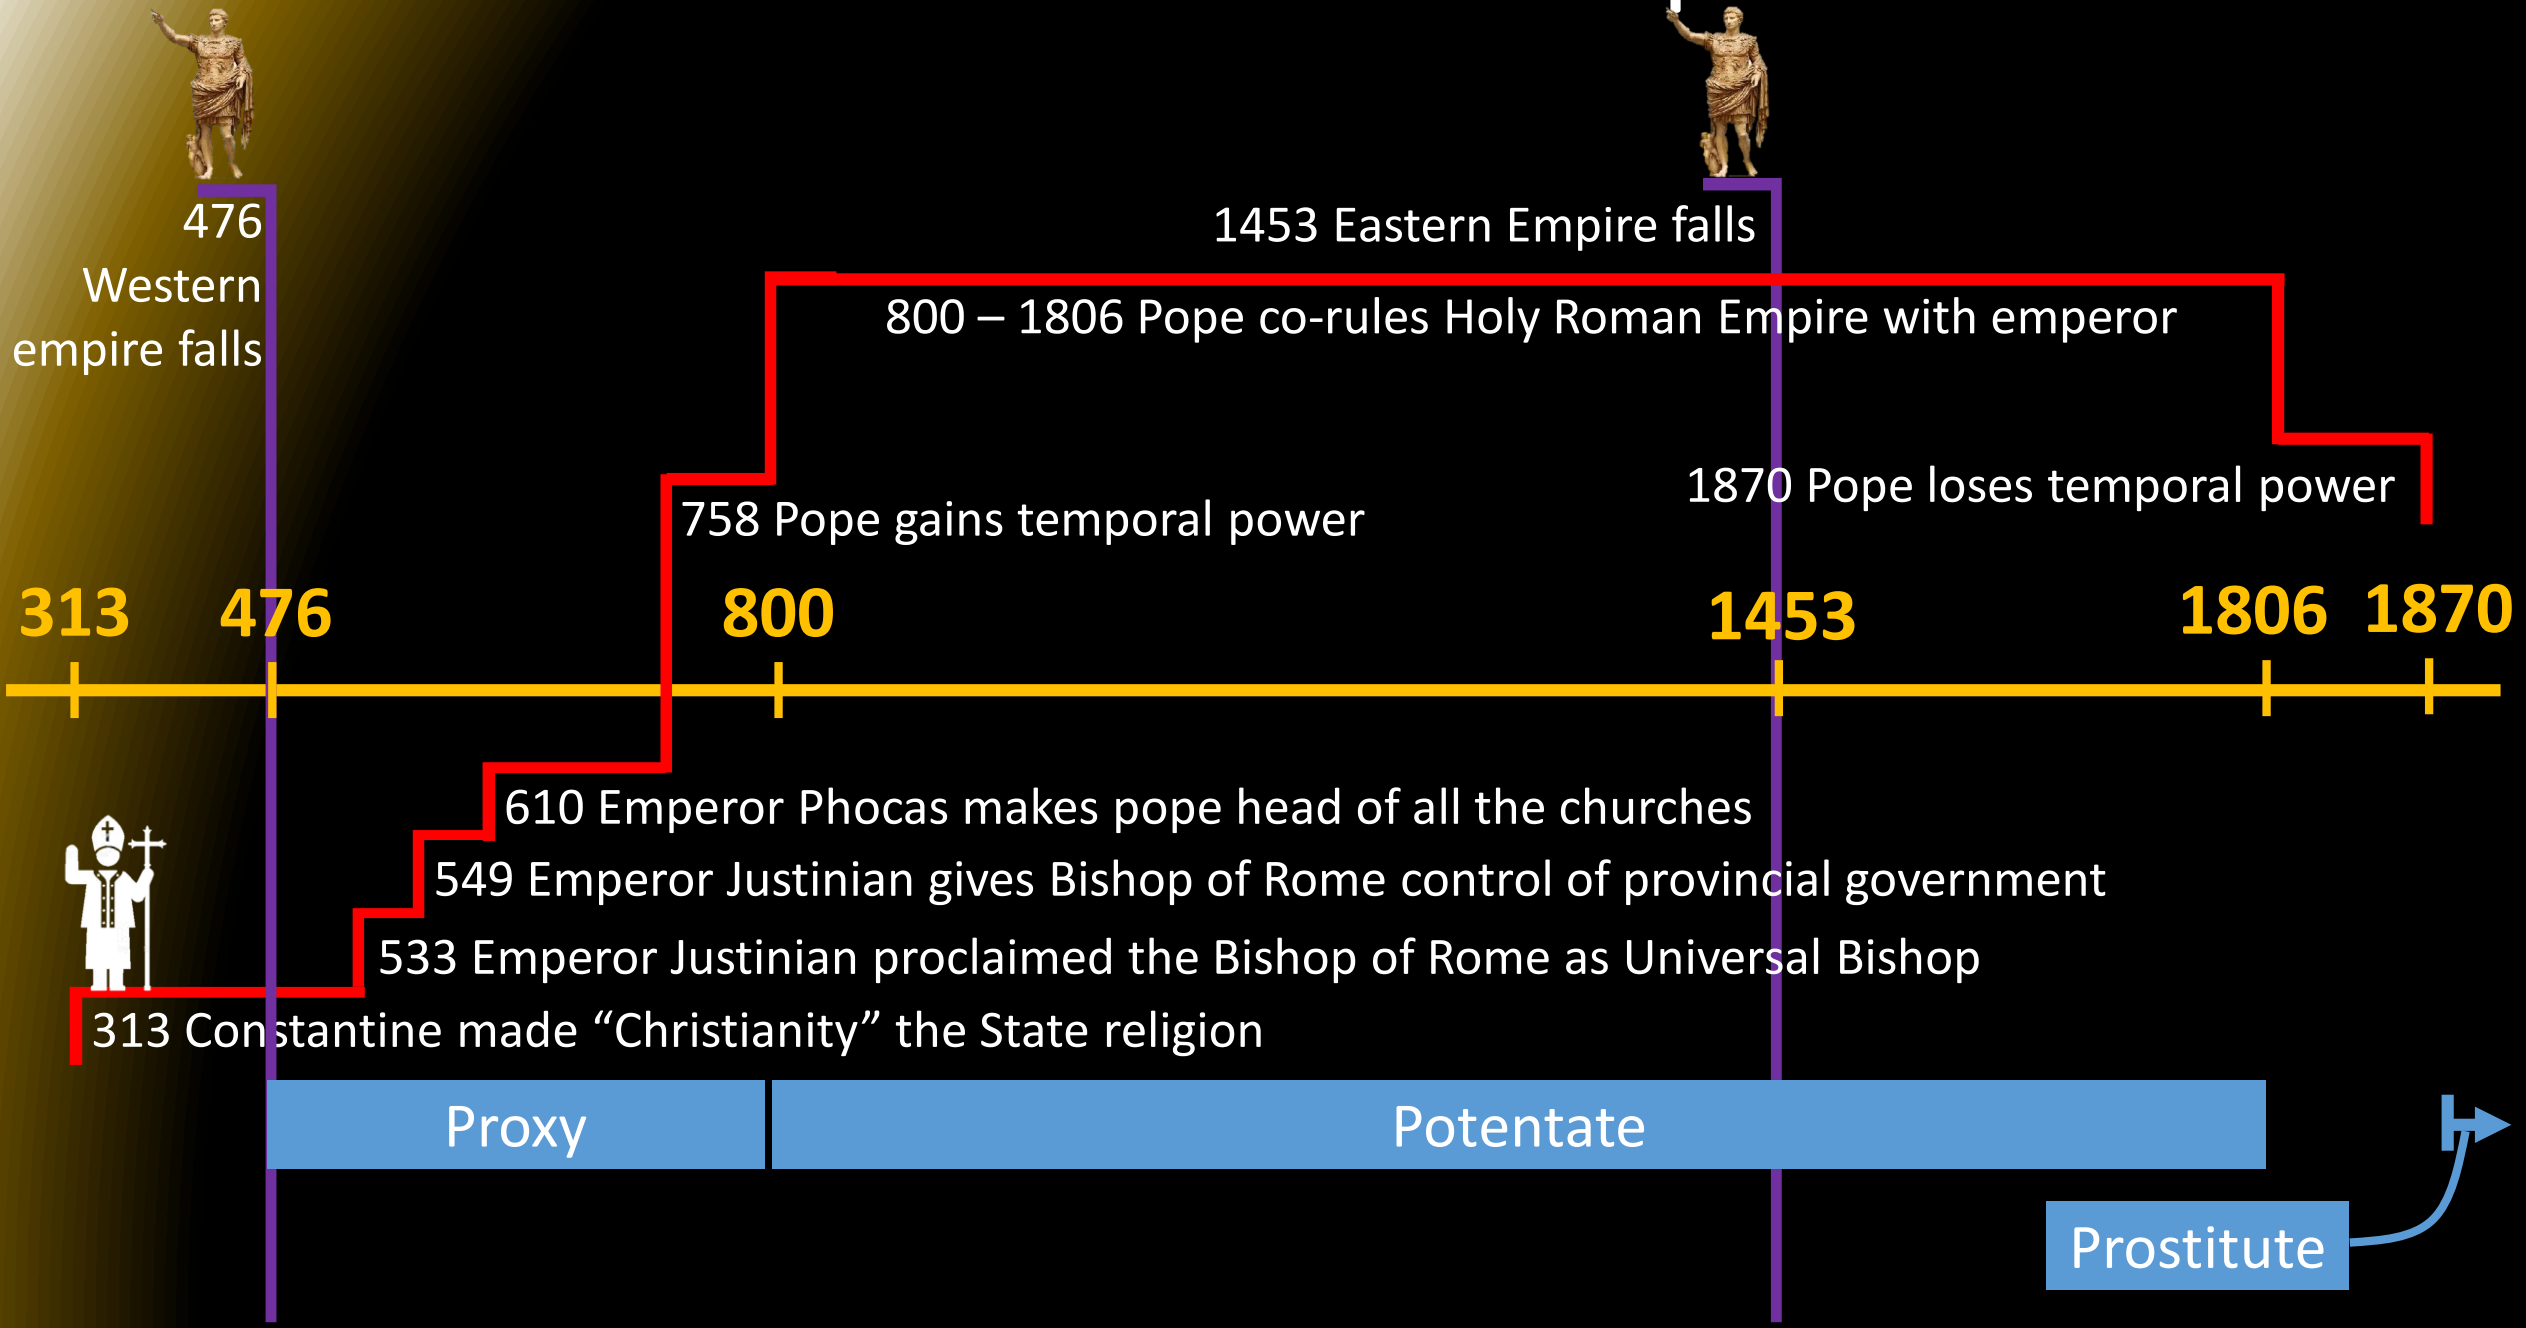 476
Western
empire falls
1453 Eastern Empire falls
800 – 1806 Pope co-rules Holy Roman Empire with emperor
1870 Pope loses temporal power
758 Pope gains temporal power
313 476 800 1453 1806 1870
610 Emperor Phocas makes pope head of all the churches
549 Emperor Justinian gives Bishop of Rome control of provincial government
533 Emperor Justinian proclaimed the Bishop of Rome as Universal Bishop
313 Constantine made “Christianity” the State religion
Proxy Potentate
Prostitute